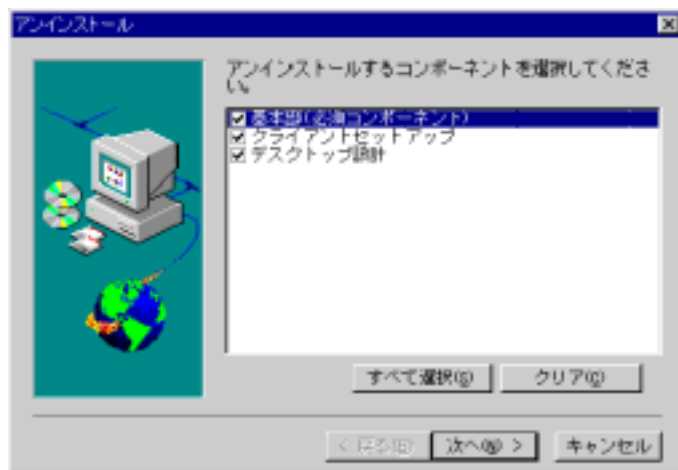 アンインストール
アンインストールするコンポーネントを選択してくださ
い。
基本部(必須コンポーネント)
クライアントセットアップ
デスクトップ設計
すべて選択(S) クリア(C)
< 戻る(B) 次へ(N) > キャンセル